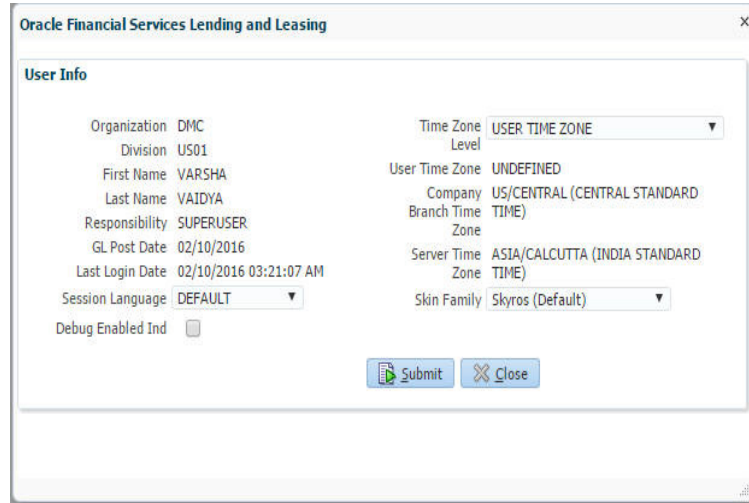 Oracle Financial Services Lending and Leasing
User Info
Organization DMC
Division US01
First Name VARSHA
Last Name VAIDYA
Responsibility SUPERUSER
GL Post Date 02/10/2016
Last Login Date 02/10/2016 03:21:07 AM
Session Language DEFAULT
Debug Enabled Ind
Time Zone USER TIME ZONE
Level
User Time Zone UNDEFINED
Company US/CENTRAL (CENTRAL STANDARD
Branch Time TIME)
Zone
Server Time ASIA/CALCUTTA (INDIA STANDARD
Zone TIME)
Skin Family Skyros (Default)
Submit Close